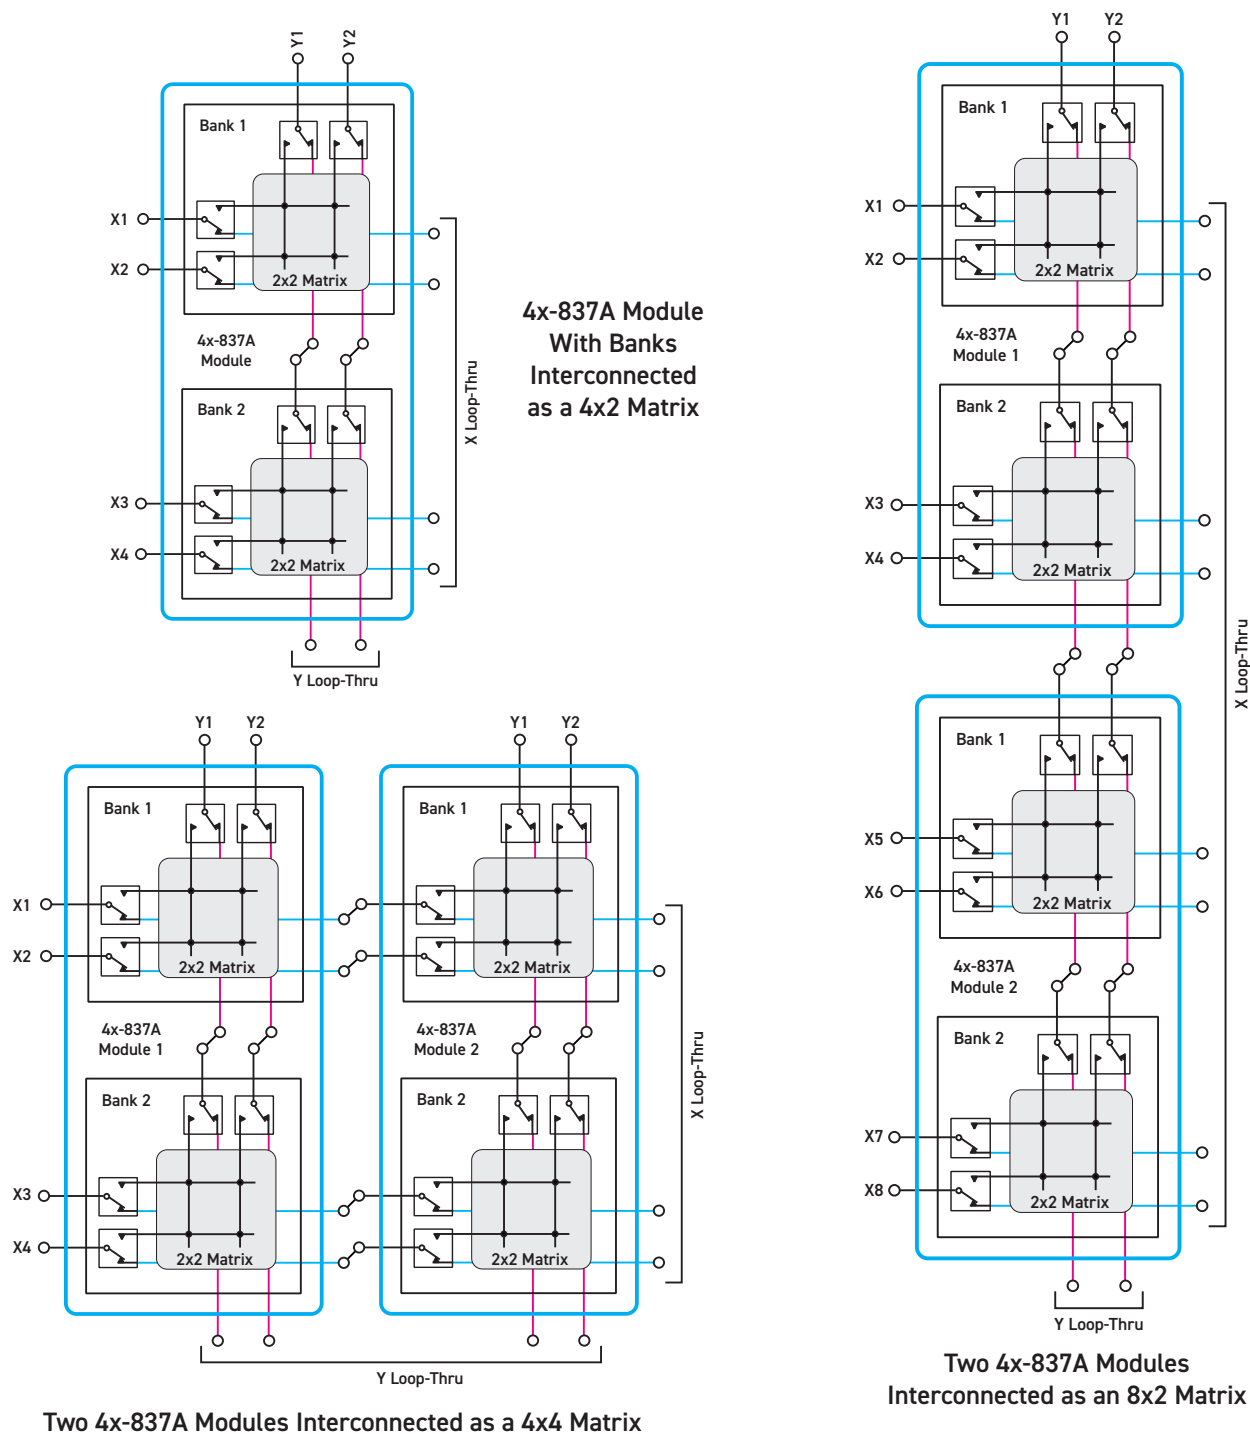 Y1
Y2
Bank 1
X1
X2
2x2 Matrix
4x-837A
Module
Bank 2
X3
X4
2x2 Matrix
X Loop-Thru
Y Loop-Thru
4x-837A Module
With Banks
Interconnected
as a 4x2 Matrix
Y1 Y2
Bank 1
X1
X2
2x2 Matrix
4x-837A
Module 1
Bank 2
X3
X4
2x2 Matrix
Bank 1
X5
X6
2x2 Matrix
4x-837A
Module 2
Bank 2
X7
X8
2x2 Matrix
X Loop-Thru
Y Loop-Thru
Two 4x-837A Modules
Interconnected as an 8x2 Matrix
Y1 Y2
Bank 1
X1
X2
2x2 Matrix
4x-837A
Module 1
Bank 2
X3
X4
2x2 Matrix
Y1 Y2
Bank 1
2x2 Matrix
4x-837A
Module 2
Bank 2
2x2 Matrix
X Loop-Thru
Y Loop-Thru
Two 4x-837A Modules Interconnected as a 4x4 Matrix